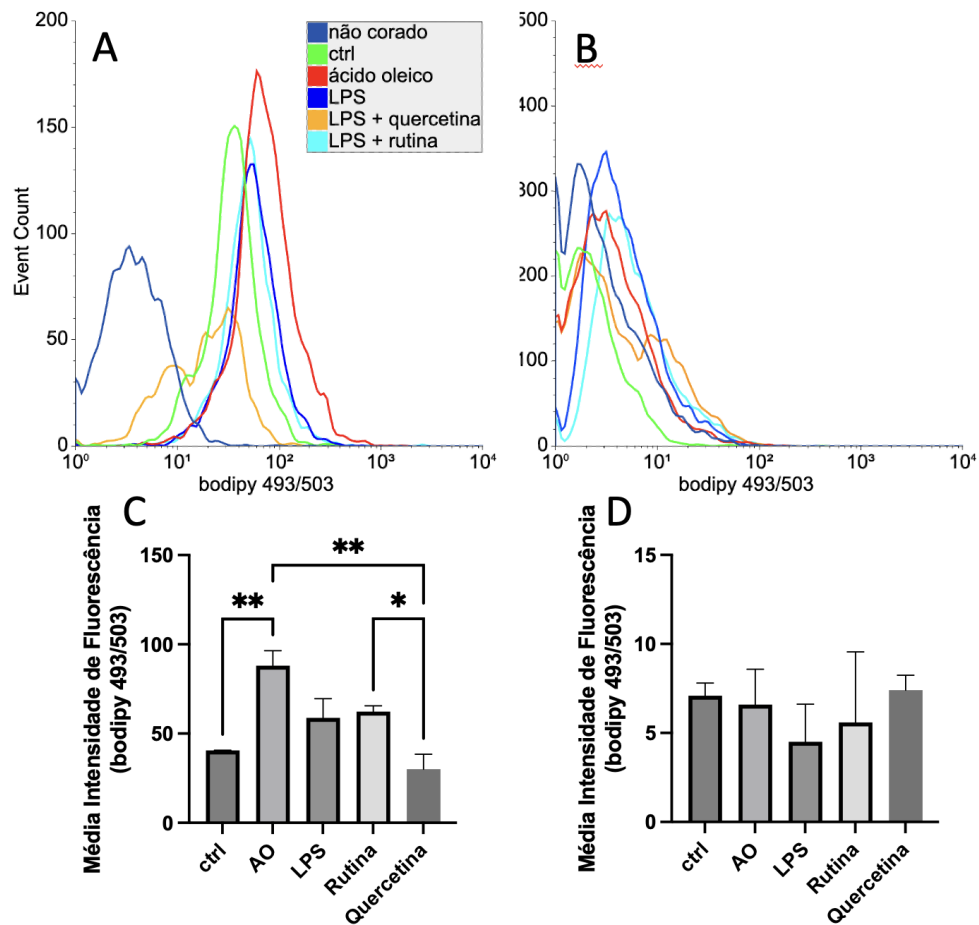 A
200
150
100
50
0
Event Count
10⁰ 10¹ 10² 10³ 10⁴
bodipy 493/503
não corado
ctrl
ácido oleico
LPS
LPS + quercetina
LPS + rutina
B
500
400
300
200
100
0
10⁰ 10¹ 10² 10³ 10⁴
bodipy 493/503
C
Média Intensidade de Fluorescência
(bodipy 493/503)
150
100
50
0
**
**
*
ctrl
AO
LPS
Rutina
Quercetina
D
Média Intensidade de Fluorescência
(bodipy 493/503)
15
10
5
0
ctrl
AO
LPS
Rutina
Quercetina